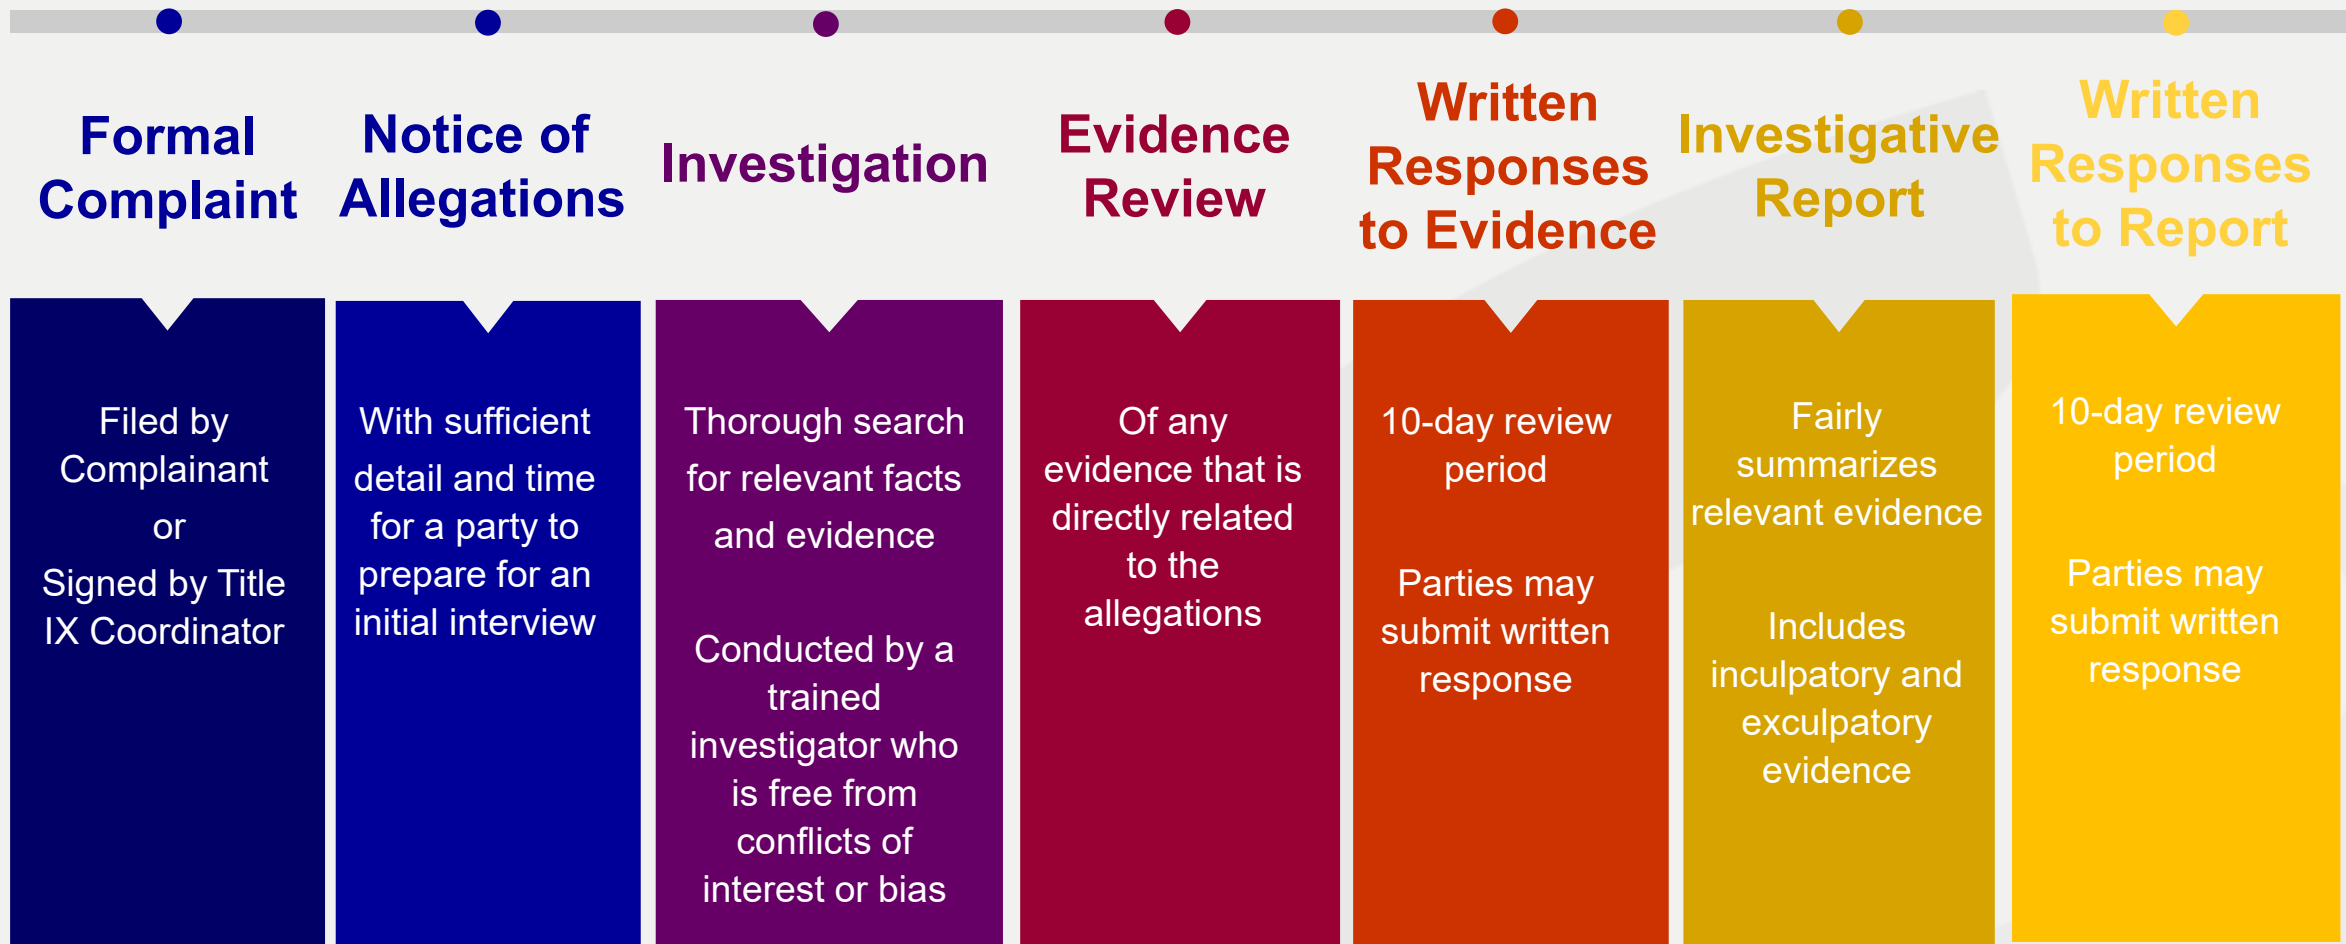 Formal
Complaint
Notice of
Allegations
Investigation
Evidence
Review
Written
Responses
to Evidence
Investigative
Report
Written
Responses
to Report
Filed by
Complainant
or
Signed by Title
IX Coordinator
With sufficient
detail and time
for a party to
prepare for an
initial interview
Thorough search
for relevant facts
and evidence
Conducted by a
trained
investigator who
is free from
conflicts of
interest or bias
Of any
evidence that is
directly related
to the
allegations
10-day review
period
Parties may
submit written
response
Fairly
summarizes
relevant evidence
Includes
inculpatory and
exculpatory
evidence
10-day review
period
Parties may
submit written
response